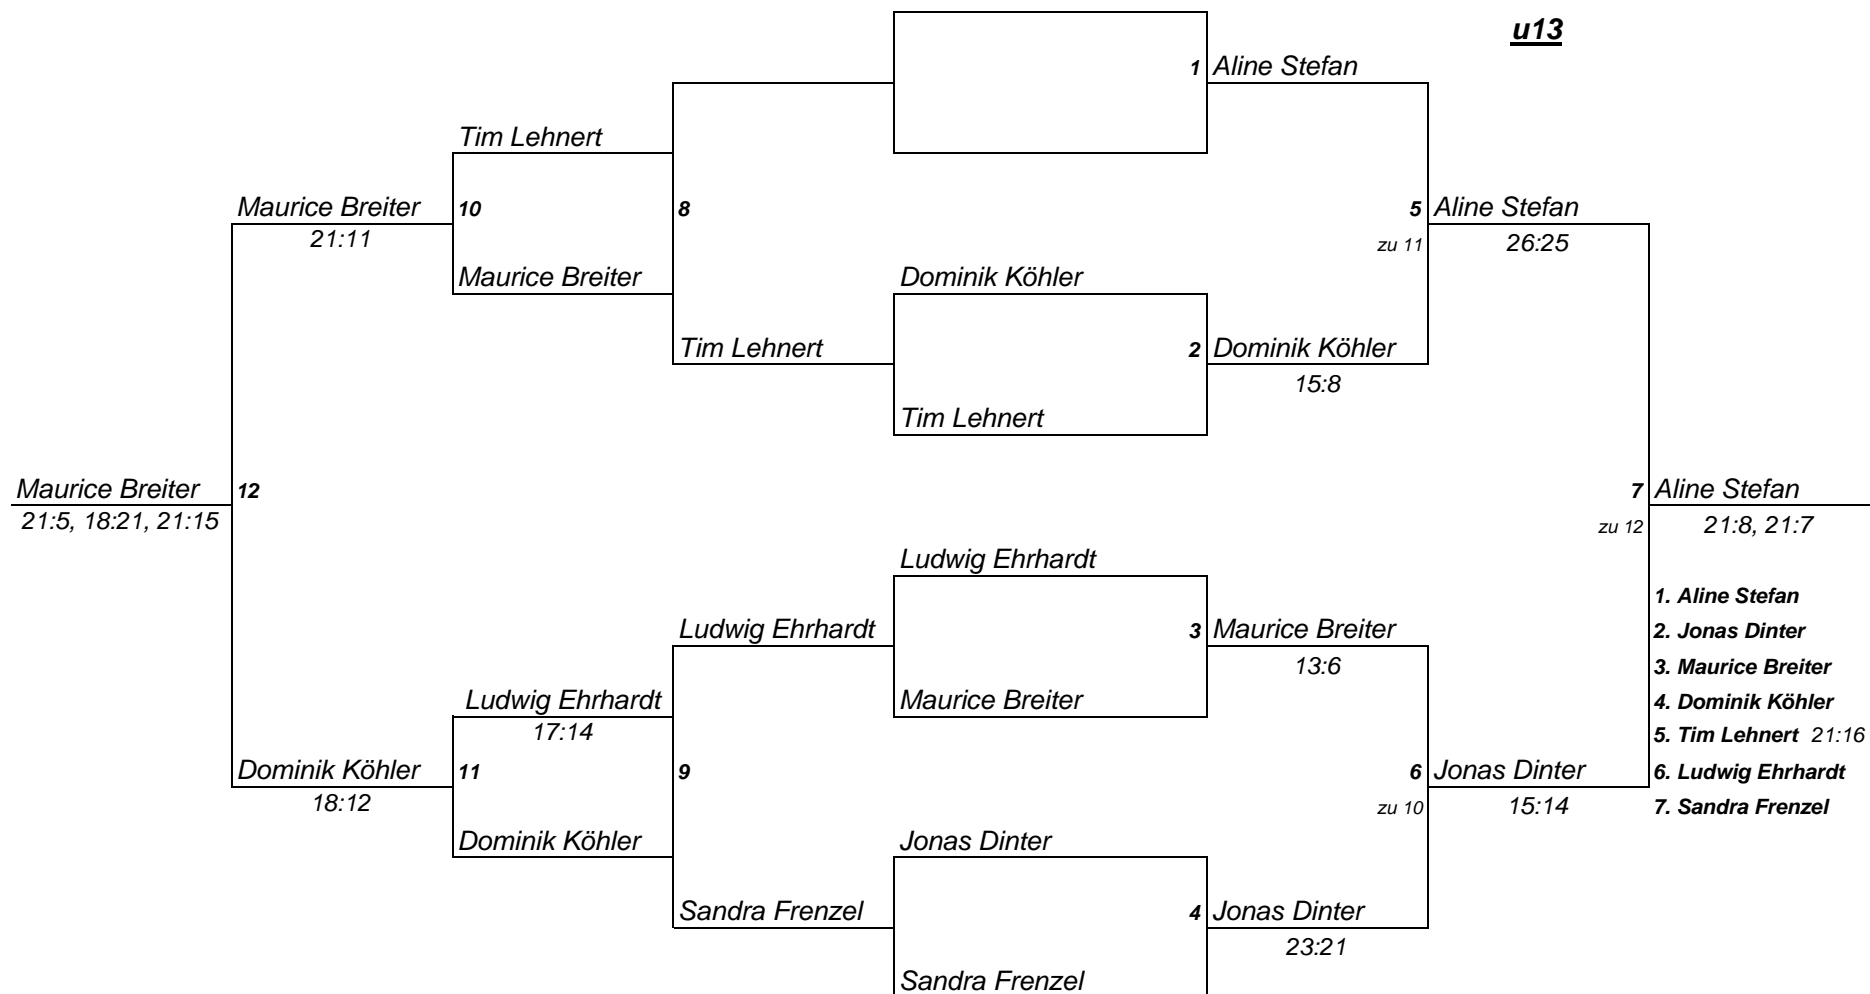 u13
1 Aline Stefan
Tim Lehnert
Maurice Breiter 10 8 5 Aline Stefan
21:11 zu 11 26:25
Maurice Breiter Dominik Köhler
Tim Lehnert 2 Dominik Köhler
15:8
Tim Lehnert
Maurice Breiter 12 7 Aline Stefan
21:5, 18:21, 21:15 zu 12 21:8, 21:7
Ludwig Ehrhardt
1. Aline Stefan
Ludwig Ehrhardt 3 Maurice Breiter 2. Jonas Dinter
13:6 3. Maurice Breiter
Ludwig Ehrhardt Maurice Breiter 4. Dominik Köhler
17:14 5. Tim Lehnert 21:16
Dominik Köhler 11 9 6 Jonas Dinter 6. Ludwig Ehrhardt
18:12 zu 10 15:14 7. Sandra Frenzel
Dominik Köhler Jonas Dinter
Sandra Frenzel 4 Jonas Dinter
23:21
Sandra Frenzel